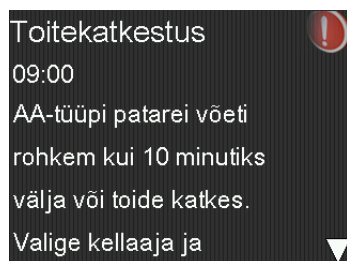 Toitekatkestus
09:00
AA-tüüpi patarei võeti
rohkem kui 10 minutiks
välja või toide katkes.
Valige kellaaja ja